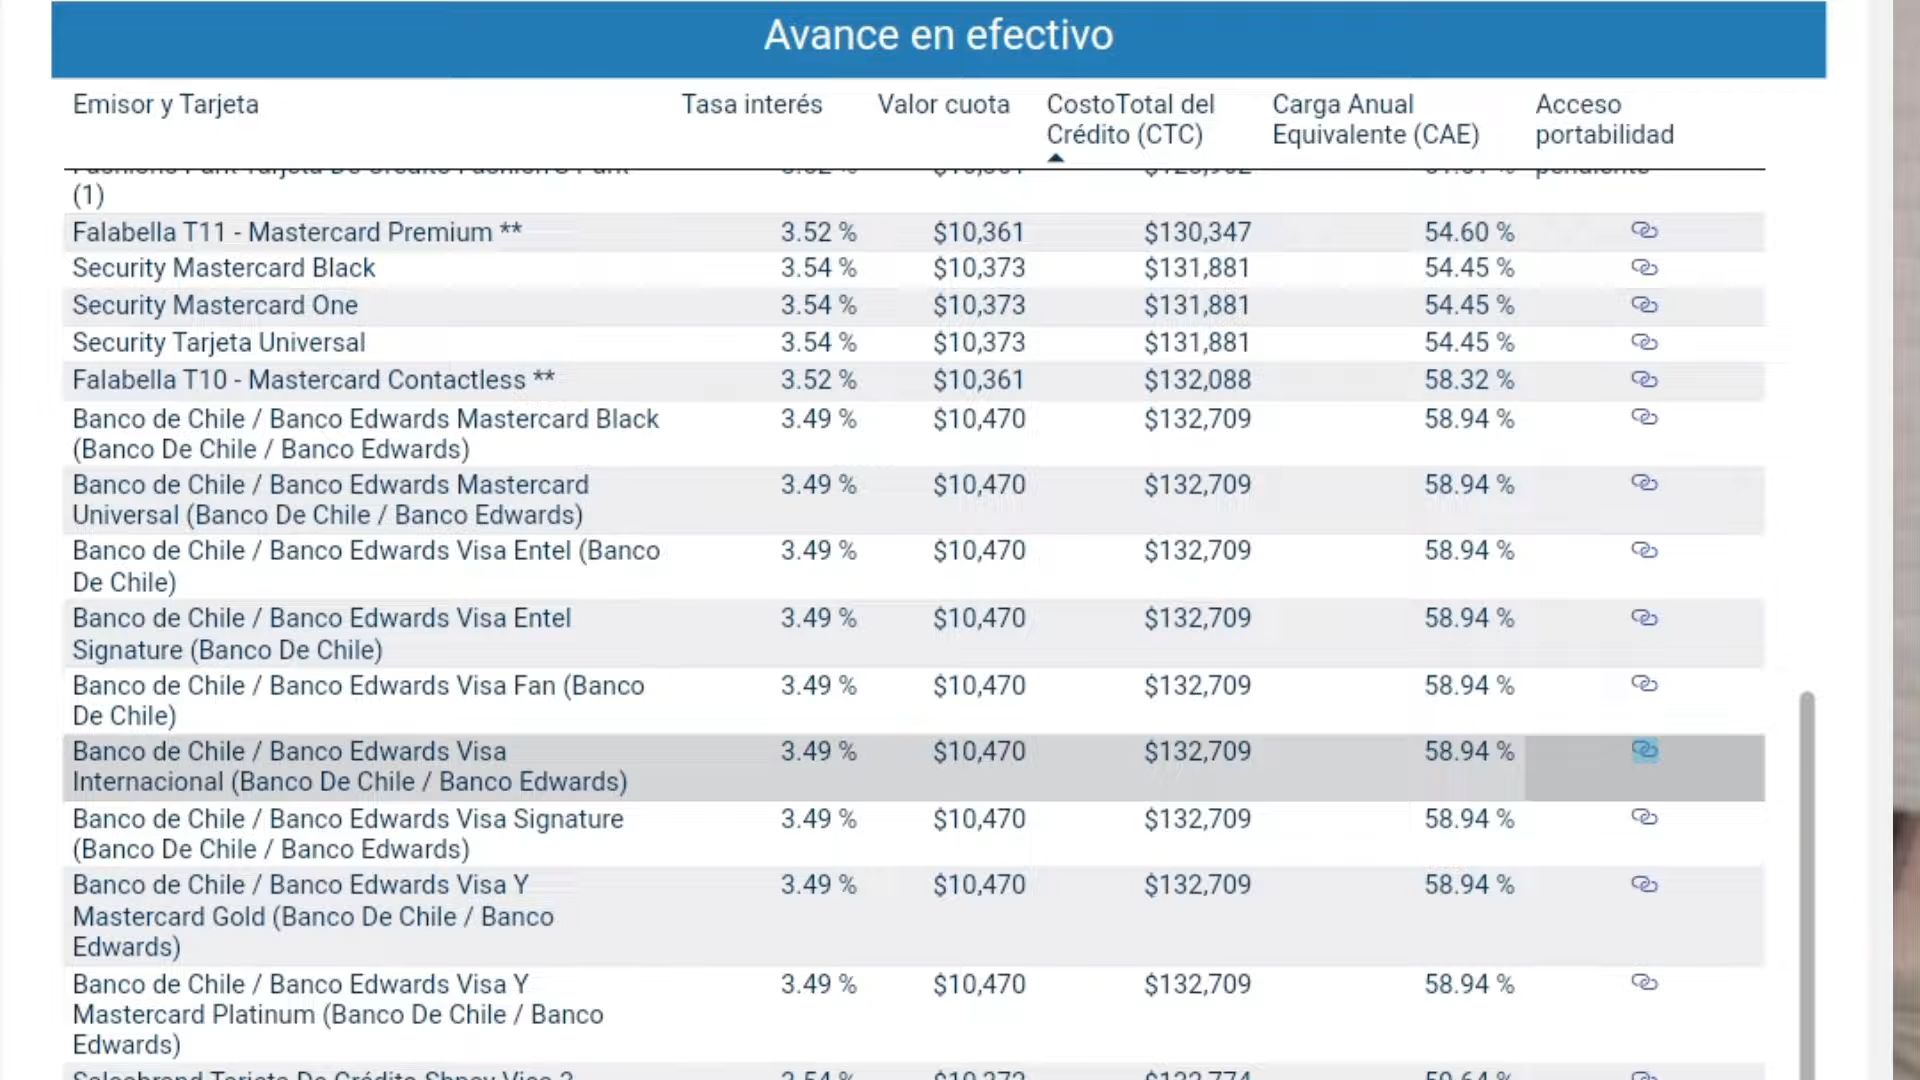 Avance en efectivo
Emisor y Tarjeta Tasa interés Valor cuota CostoTotal del Crédito (CTC) Carga Anual Equivalente (CAE) Acceso portabilidad
(1)
Falabella T11 - Mastercard Premium ** 3.52 % $10,361 $130,347 54.60 %
Security Mastercard Black 3.54 % $10,373 $131,881 54.45 %
Security Mastercard One 3.54 % $10,373 $131,881 54.45 %
Security Tarjeta Universal 3.54 % $10,373 $131,881 54.45 %
Falabella T10 - Mastercard Contactless ** 3.52 % $10,361 $132,088 58.32 %
Banco de Chile / Banco Edwards Mastercard Black 3.49 % $10,470 $132,709 58.94 %
(Banco De Chile / Banco Edwards)
Banco de Chile / Banco Edwards Mastercard 3.49 % $10,470 $132,709 58.94 %
Universal (Banco De Chile / Banco Edwards)
Banco de Chile / Banco Edwards Visa Entel (Banco 3.49 % $10,470 $132,709 58.94 %
De Chile)
Banco de Chile / Banco Edwards Visa Entel 3.49 % $10,470 $132,709 58.94 %
Signature (Banco De Chile)
Banco de Chile / Banco Edwards Visa Fan (Banco 3.49 % $10,470 $132,709 58.94 %
De Chile)
Banco de Chile / Banco Edwards Visa 3.49 % $10,470 $132,709 58.94 %
Internacional (Banco De Chile / Banco Edwards)
Banco de Chile / Banco Edwards Visa Signature 3.49 % $10,470 $132,709 58.94 %
(Banco De Chile / Banco Edwards)
Banco de Chile / Banco Edwards Visa Y 3.49 % $10,470 $132,709 58.94 %
Mastercard Gold (Banco De Chile / Banco
Edwards)
Banco de Chile / Banco Edwards Visa Y 3.49 % $10,470 $132,709 58.94 %
Mastercard Platinum (Banco De Chile / Banco
Edwards)